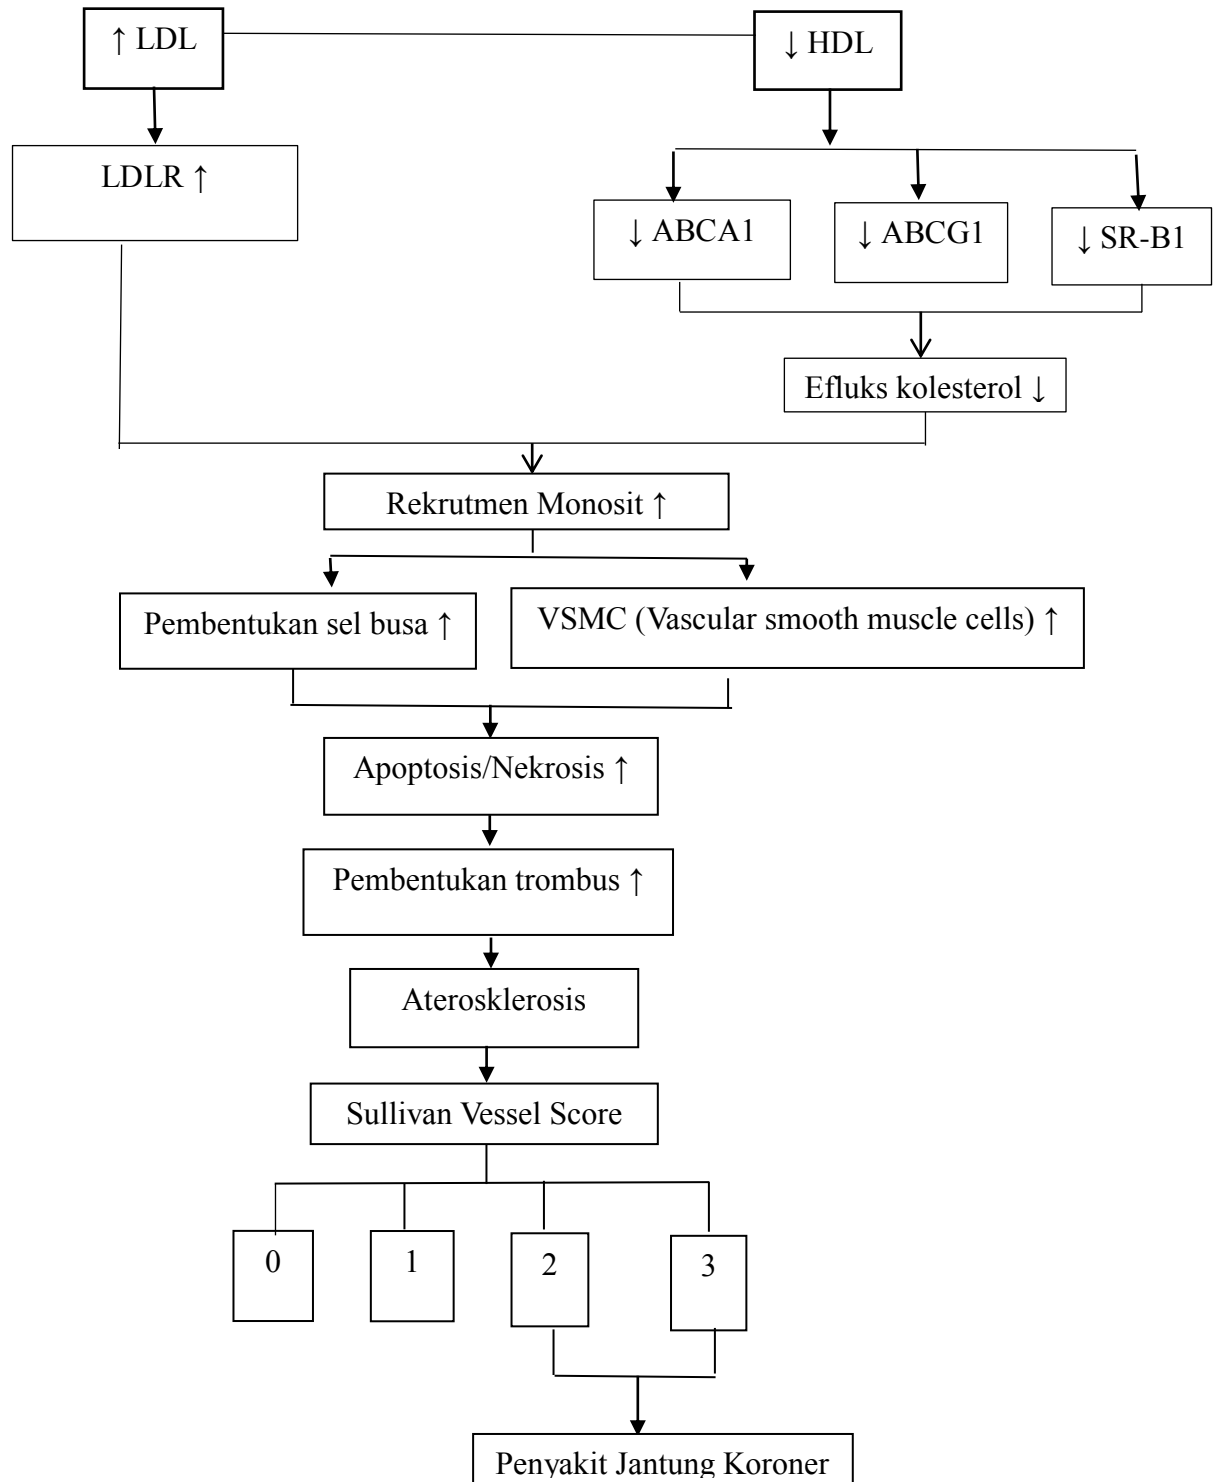 ↑ LDL
↓ HDL
LDLR ↑
↓ ABCA1
↓ ABCG1
↓ SR-B1
Efluks kolesterol ↓
Rekrutmen Monosit ↑
Pembentukan sel busa ↑
VSMC (Vascular smooth muscle cells) ↑
Apoptosis/Nekrosis ↑
Pembentukan trombus ↑
Aterosklerosis
Sullivan Vessel Score
0
1
2
3
Penyakit Jantung Koroner